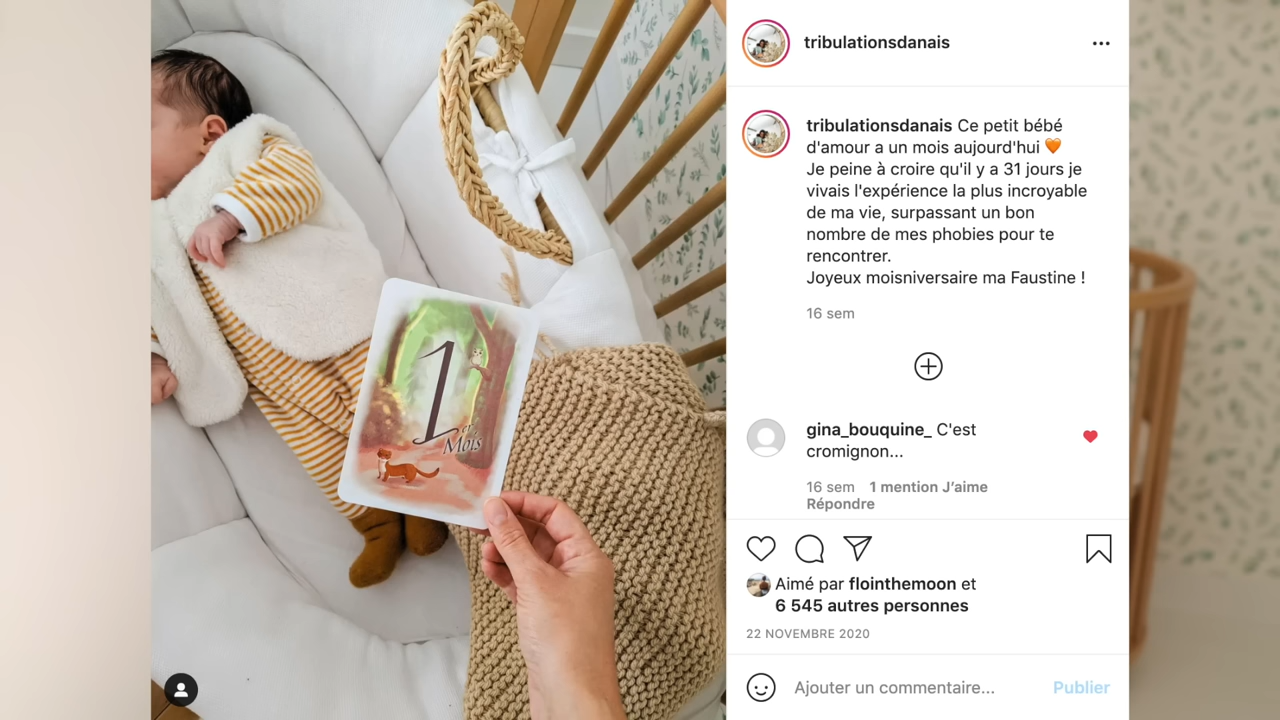 1
er
Mois
tribulationsdanais
tribulationsdanais Ce petit bébé
d'amour a un mois aujourd'hui 🧡
Je peine à croire qu'il y a 31 jours je
vivais l'expérience la plus incroyable
de ma vie, surpassant un bon
nombre de mes phobies pour te
rencontrer.
Joyeux moisniversaire ma Faustine !
16 sem
gina_bouquine_ C'est
cromignon...
16 sem 1 mention J’aime
Répondre
Aimé par flointhemoon et
6 545 autres personnes
22 NOVEMBRE 2020
Ajouter un commentaire... Publier